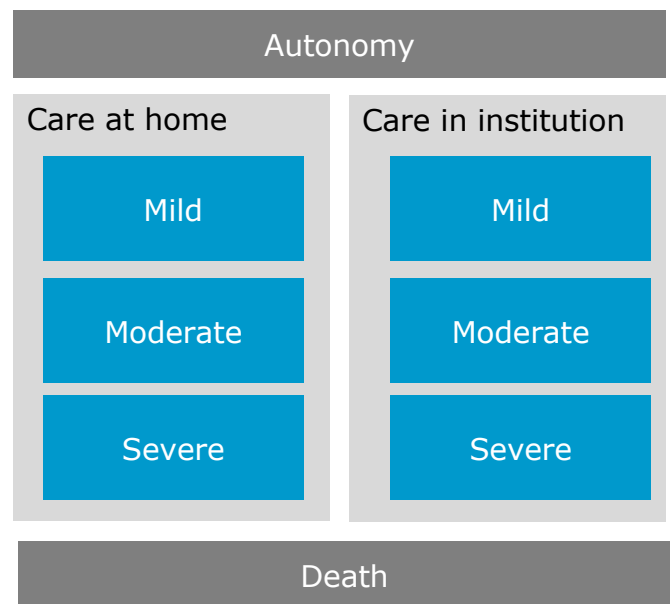 Autonomy
Care at home
Mild
Moderate
Severe
Care in institution
Mild
Moderate
Severe
Death